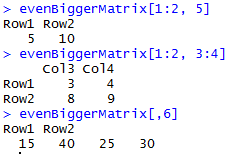 > evenBiggerMatrix[1:2, 5]
Row1 Row2
5 10
> evenBiggerMatrix[1:2, 3:4]
Col3 Col4
Row1 3 4
Row2 8 9
> evenBiggerMatrix[,6]
Row1 Row2
15 40 25 30